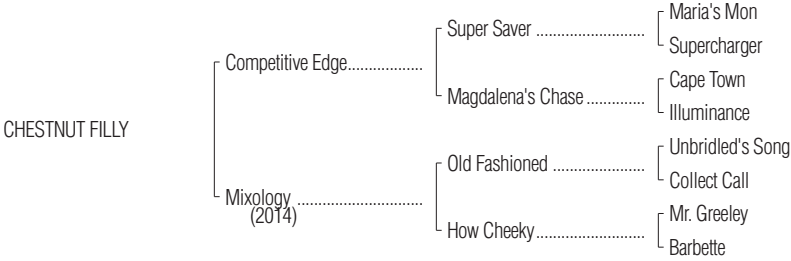 Maria's Mon
Super Saver ..........................
Supercharger
Competitive Edge..................
Cape Town
Magdalena's Chase ..............
Illuminance
CHESTNUT FILLY
Unbridled's Song
Old Fashioned ......................
Collect Call
Mixology ..............................
(2014)
Mr. Greeley
How Cheeky..........................
Barbette